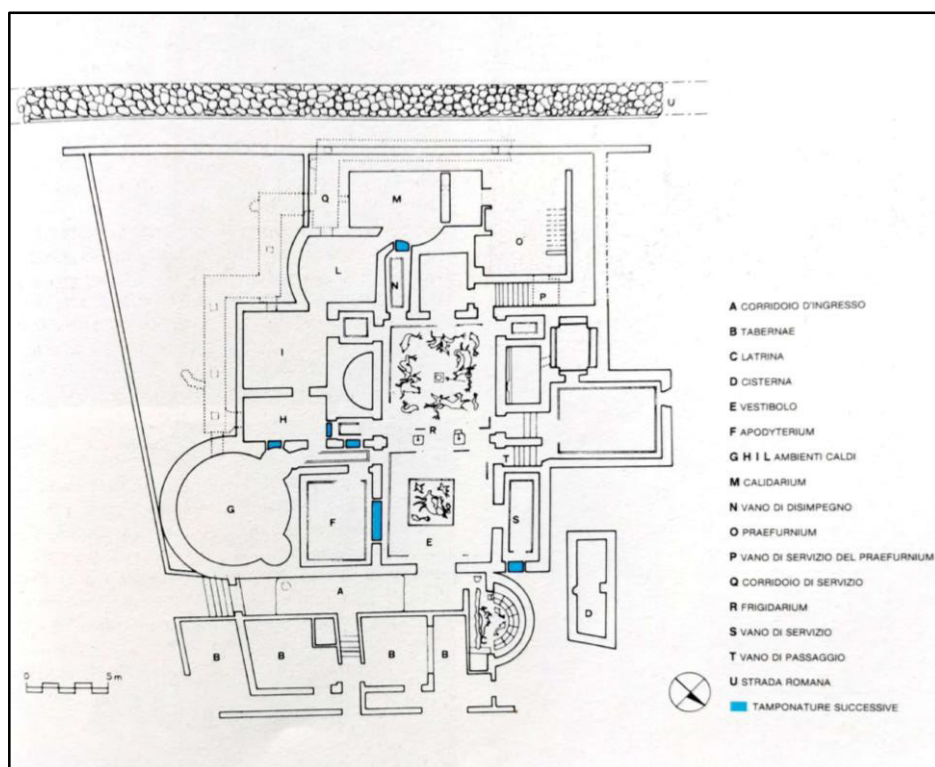 U
Q
M
O
L
N
P
I
R
H
T
G
F
S
E
A
D
B
B
B
B
0 5m
A CORRIDOIO D'INGRESSO
B TABERNAE
C LATRINA
D CISTERNA
E VESTIBOLO
F APODYTERIUM
G H I L AMBIENTI CALDI
M CALIDARIUM
N VANO DI DISIMPEGNO
O PRAEFURNIUM
P VANO DI SERVIZIO DEL PRAEFURNIUM
Q CORRIDOIO DI SERVIZIO
R FRIGIDARIUM
S VANO DI SERVIZIO
T VANO DI PASSAGGIO
U STRADA ROMANA
TAMPONATURE SUCCESSIVE